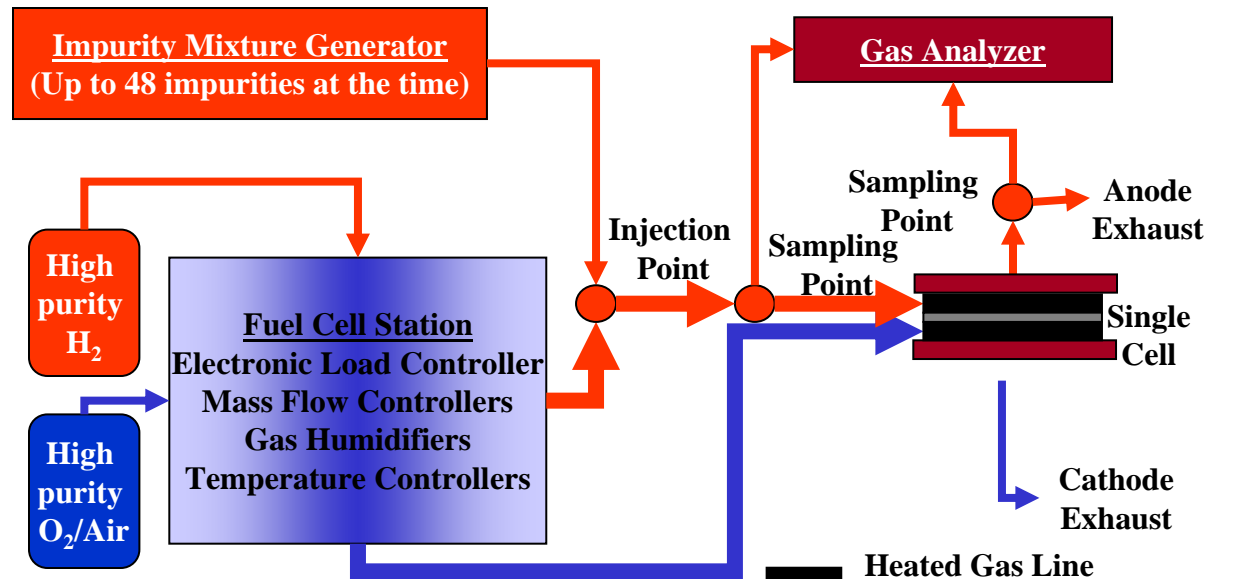 Impurity Mixture Generator
(Up to 48 impurities at the time)
Gas Analyzer
Sampling
Point
Anode
Exhaust
High
purity
H₂
Injection
Point
Sampling
Point
Fuel Cell Station
Electronic Load Controller
Mass Flow Controllers
Gas Humidifiers
Temperature Controllers
Single
Cell
High
purity
O₂/Air
Cathode
Exhaust
Heated Gas Line